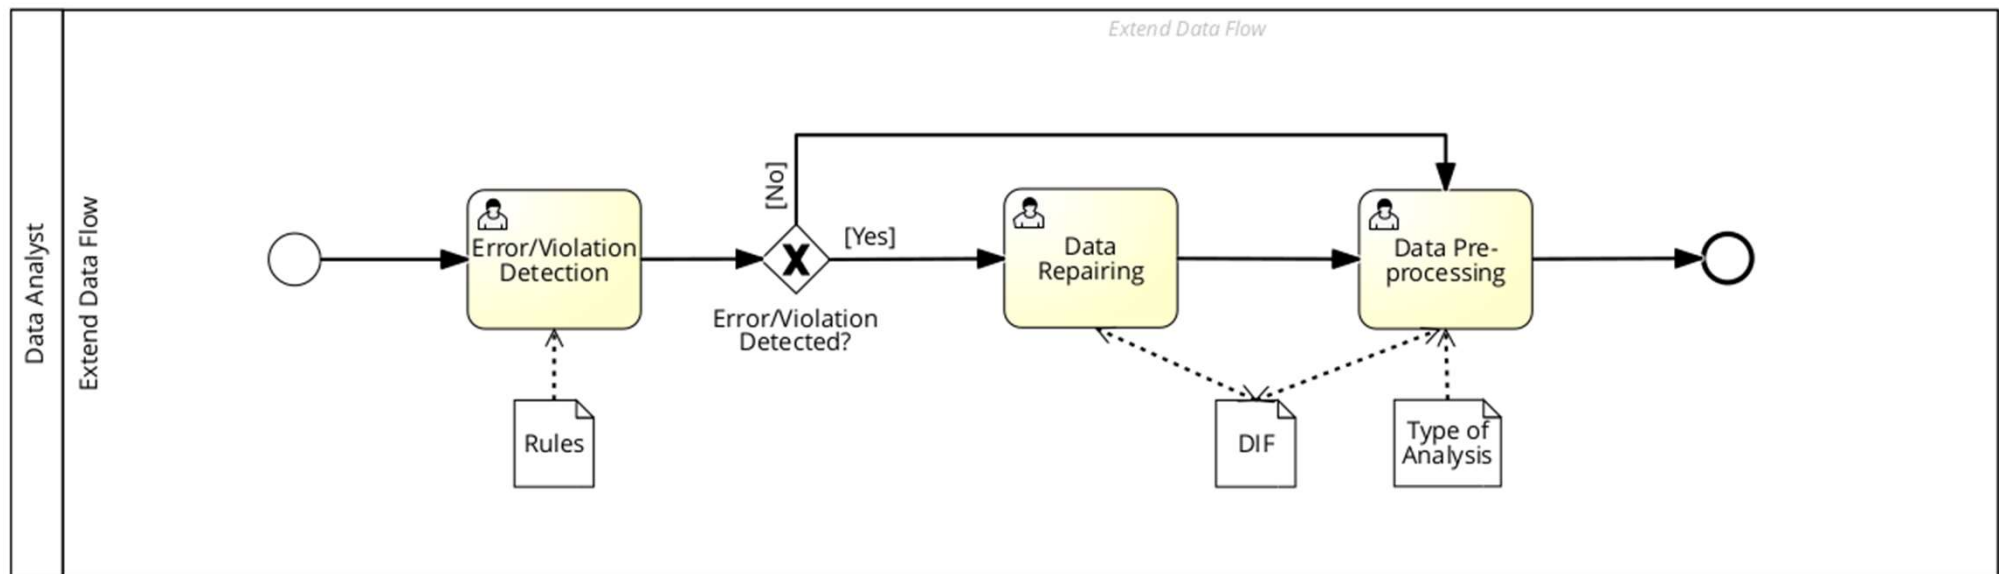 Extend Data Flow
Data Analyst
Extend Data Flow
[No]
[Yes]
Error/Violation
Detection
X
Error/Violation
Detected?
Data
Repairing
Data Pre-
processing
Rules
DIF
Type of
Analysis